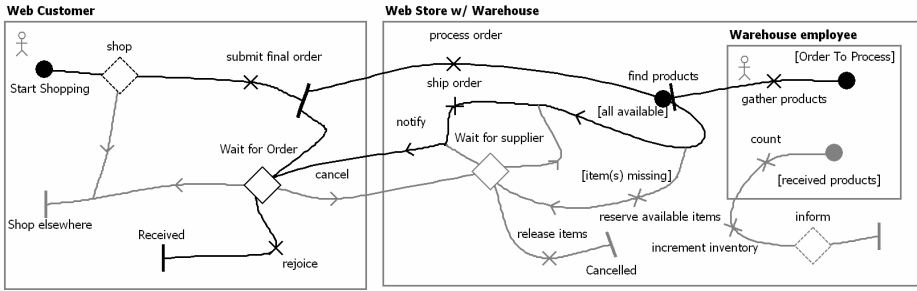 Web Customer
Web Store w/ Warehouse
Warehouse employee
shop
submit final order
process order
[Order To Process]
Start Shopping
ship order
find products
gather products
notify
[all available]
Wait for Order
Wait for supplier
count
cancel
[item(s) missing]
[received products]
Shop elsewhere
reserve available items
inform
Received
release items
increment inventory
rejoice
Cancelled